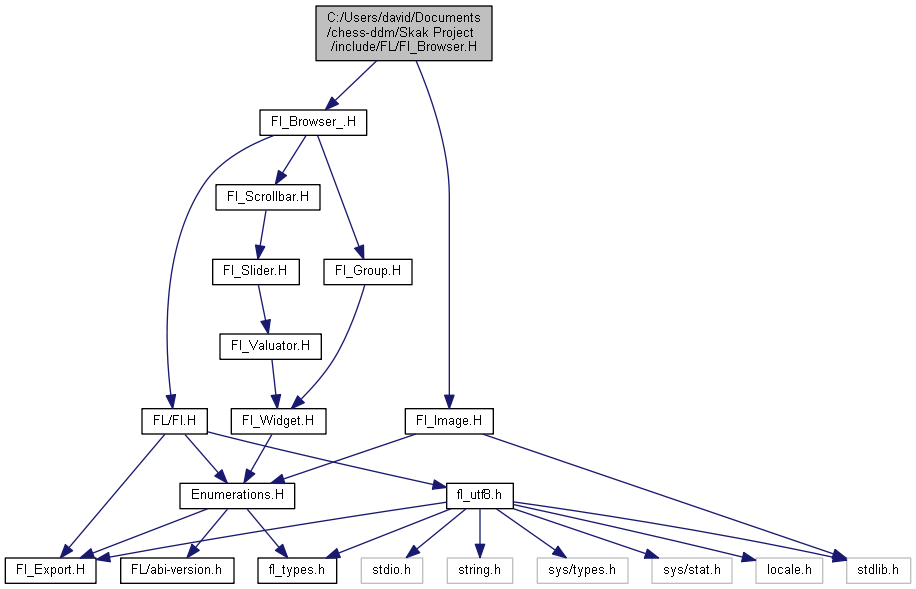 C:/Users/david/Documents
/chess-ddm/Skak Project
/include/FL/Fl_Browser.H
Fl_Browser_.H
Fl_Scrollbar.H
Fl_Slider.H
Fl_Group.H
Fl_Valuator.H
FL/Fl.H
Fl_Widget.H
Fl_Image.H
Enumerations.H
fl_utf8.h
Fl_Export.H
FL/abi-version.h
fl_types.h
stdio.h
string.h
sys/types.h
sys/stat.h
locale.h
stdlib.h